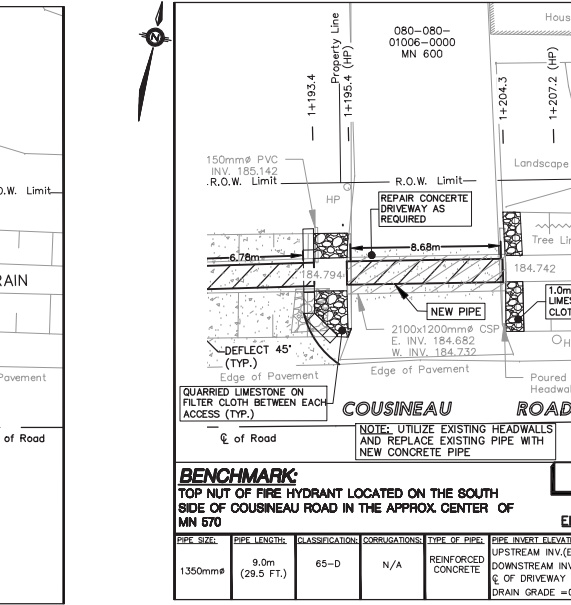 O.W. Limit
RAIN
Pavement
of Road
N
080-080-
01006-0000
MN 600
Property Line
1+193.4
1+195.4 (HP)
1+204.3
1+207.2 (HP)
Landscape
150mmø PVC
INV. 185.142
R.O.W. Limit
R.O.W. Limit
HP
REPAIR CONCERTE
DRIVEWAY AS
REQUIRED
6.78m
8.68m
Tree Li
184.794
184.742
NEW PIPE
1.0m
LIMES
CLOT
2100x1200mmø CSP
E. INV. 184.682
W. INV. 184.732
DEFLECT 45°
(TYP.)
Edge of Pavement
Edge of Pavement
Poured
Headwa
QUARRIED LIMESTONE ON
FILTER CLOTH BETWEEN EACH
ACCESS (TYP.)
COUSINEAU ROAD
℄ of Road
NOTE: UTILIZE EXISTING HEADWALLS
AND REPLACE EXISTING PIPE WITH
NEW CONCRETE PIPE
BENCHMARK:
TOP NUT OF FIRE HYDRANT LOCATED ON THE SOUTH
SIDE OF COUSINEAU ROAD IN THE APPROX. CENTER OF
MN 570
PIPE SIZE: PIPE LENGTH: CLASSIFICATION: CORRUGATIONS: TYPE OF PIPE: PIPE INVERT ELEVAT
1350mmø 9.0m (29.5 FT.) 65-D N/A REINFORCED CONCRETE
UPSTREAM INV.(E
DOWNSTREAM INV
℄ OF DRIVEWAY
DRAIN GRADE =0